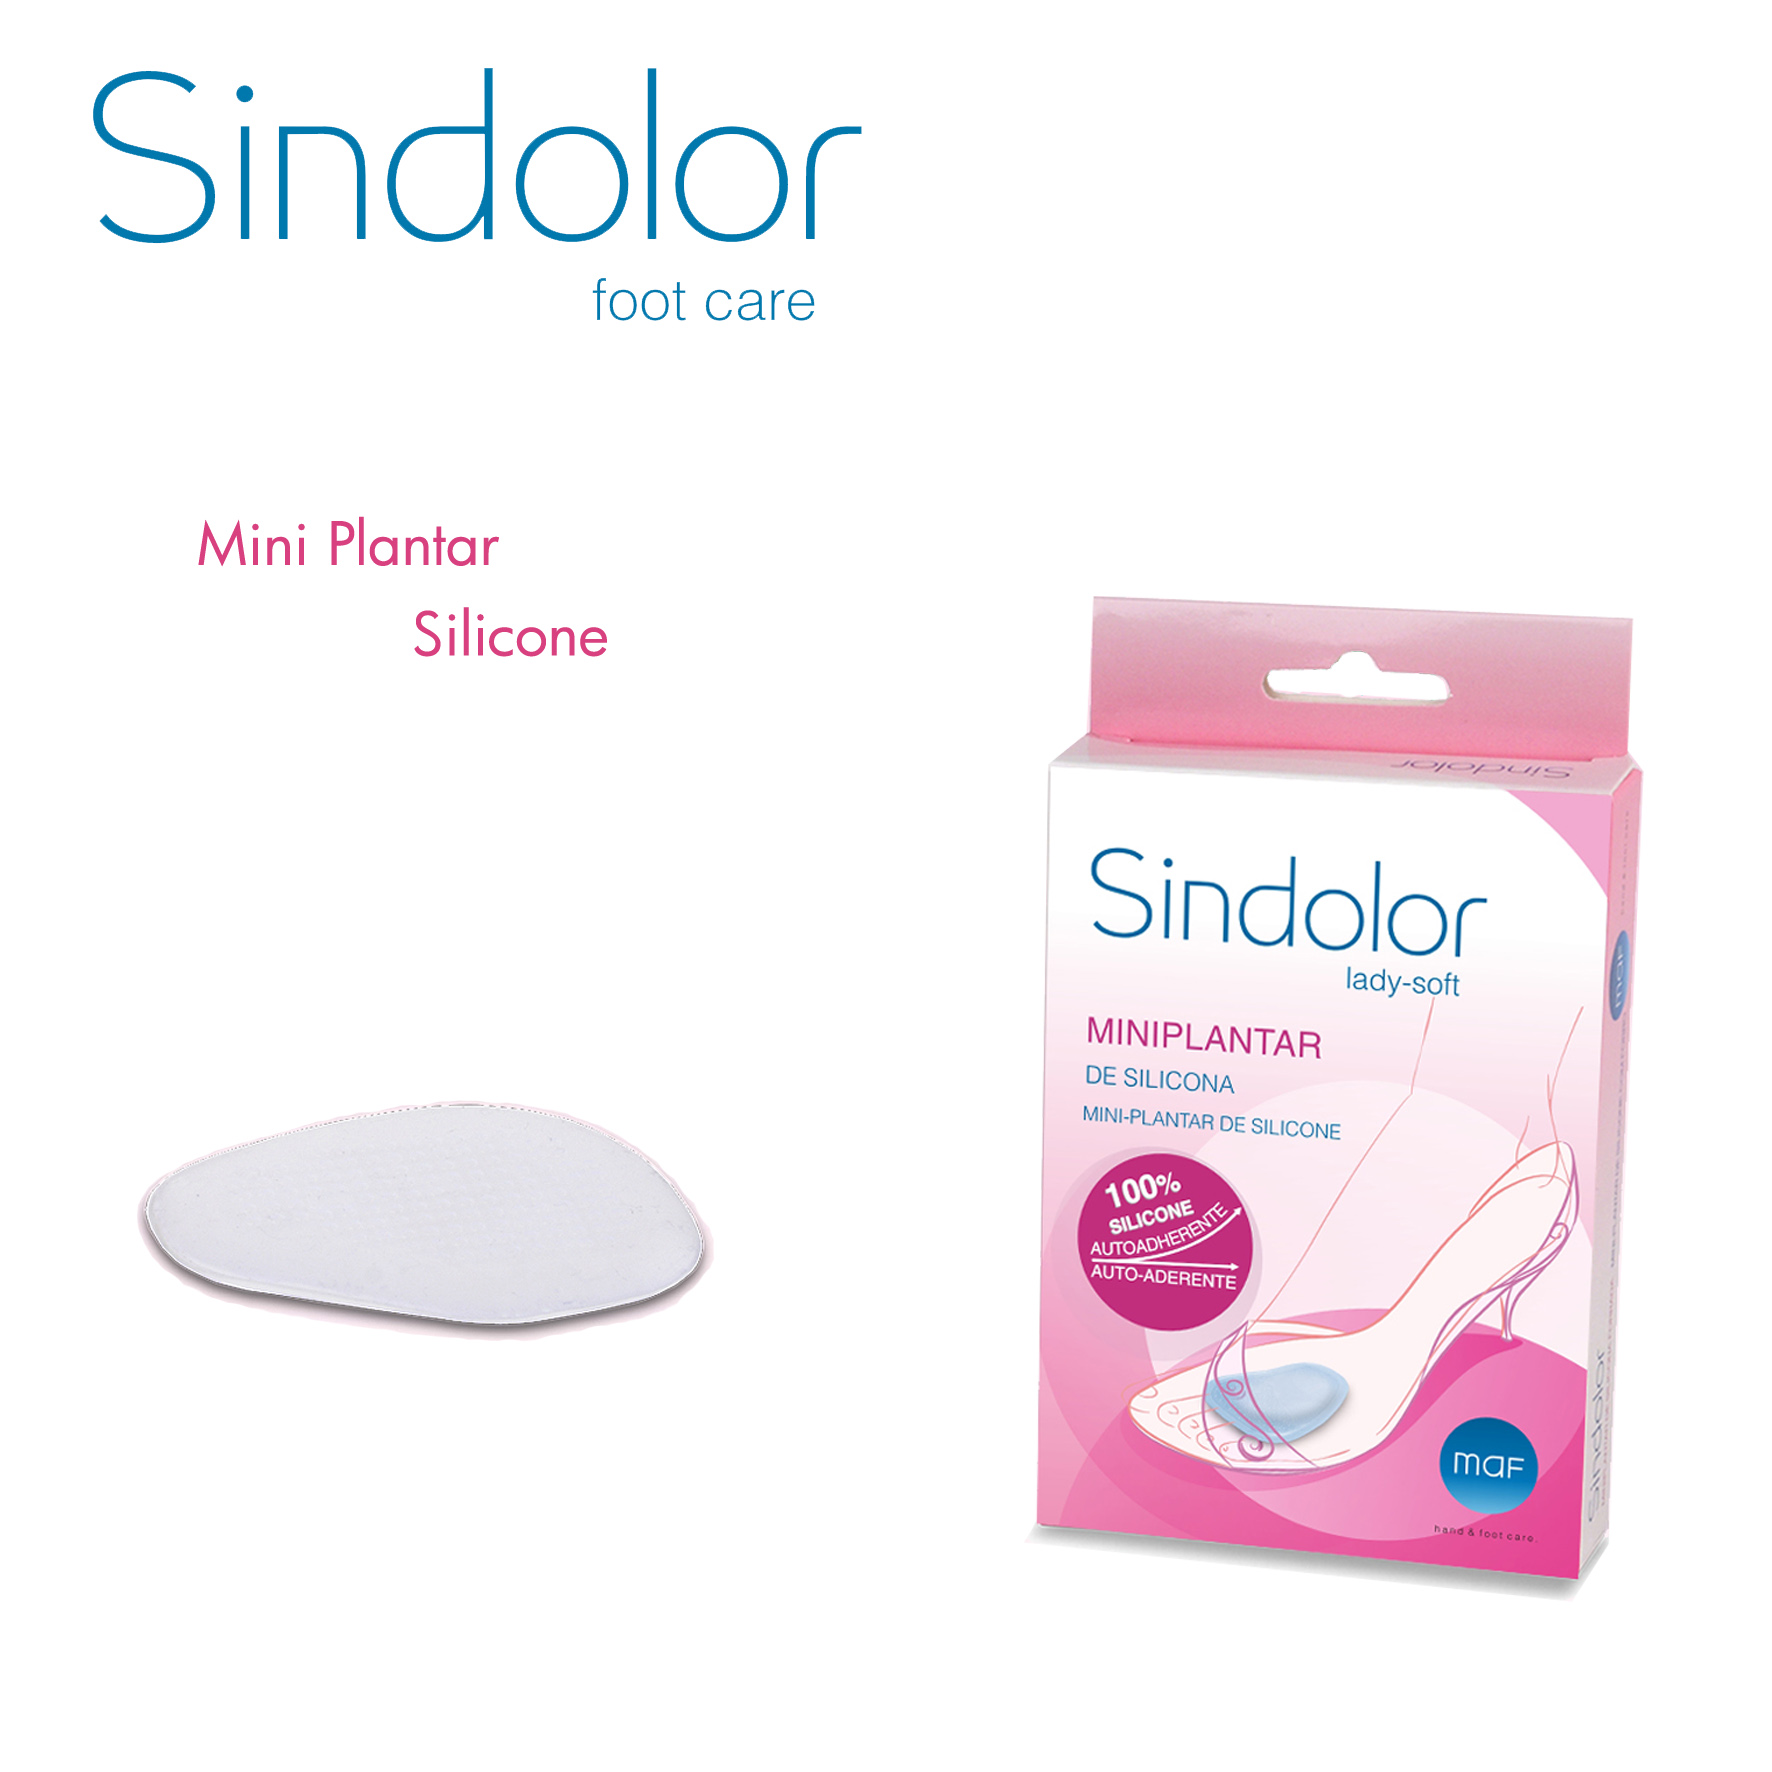 Sindolor
foot care
Mini Plantar
Silicone
Sindolor
Sindolor
lady-soft
MINIPLANTAR
DE SILICONA
MINI-PLANTAR DE SILICONE
100%
SILICONE
AUTOADHERENTE
AUTO-ADERENTE
maF
hand & foot care.
maF
Sindolor